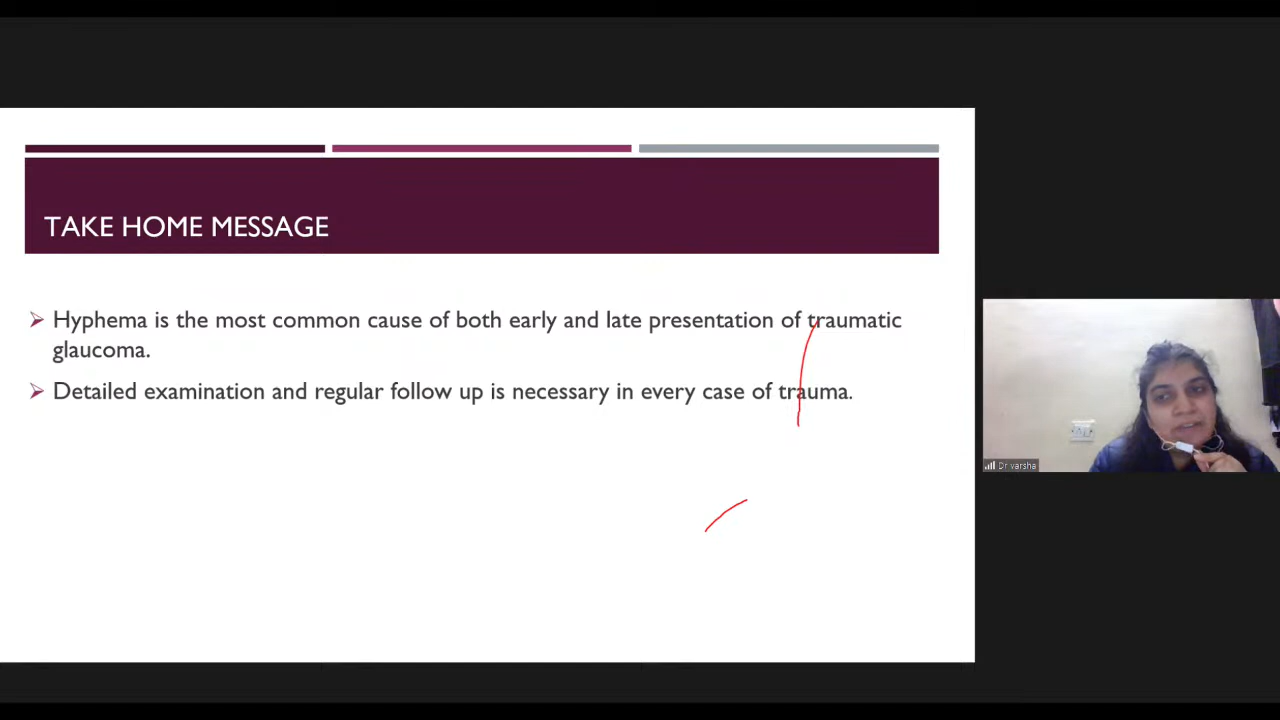 TAKE HOME MESSAGE
Hyphema is the most common cause of both early and late presentation of traumatic
glaucoma.
Detailed examination and regular follow up is necessary in every case of trauma.
Dr varsha